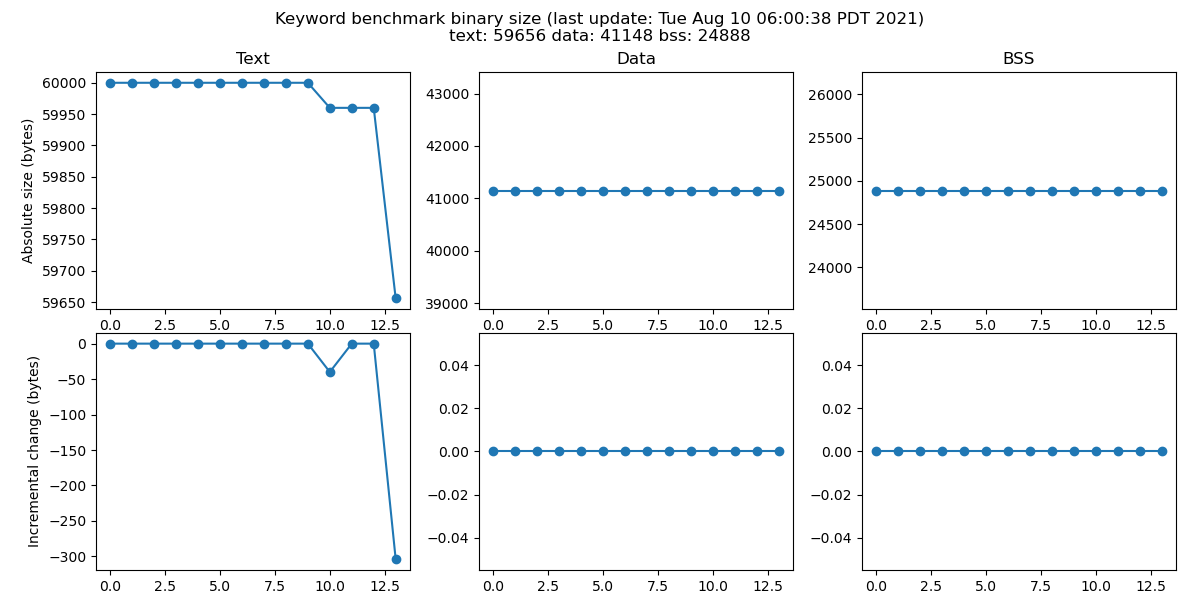 Keyword benchmark binary size (last update: Tue Aug 10 06:00:38 PDT 2021)
text: 59656 data: 41148 bss: 24888
Text
Data
BSS
Absolute size (bytes)
60000
59950
59900
59850
59800
59750
59700
59650
0.0 2.5 5.0 7.5 10.0 12.5
43000
42000
41000
40000
39000
0.0 2.5 5.0 7.5 10.0 12.5
26000
25500
25000
24500
24000
0.0 2.5 5.0 7.5 10.0 12.5
Incremental change (bytes)
0
−50
−100
−150
−200
−250
−300
0.0 2.5 5.0 7.5 10.0 12.5
0.04
0.02
0.00
−0.02
−0.04
0.0 2.5 5.0 7.5 10.0 12.5
0.04
0.02
0.00
−0.02
−0.04
0.0 2.5 5.0 7.5 10.0 12.5